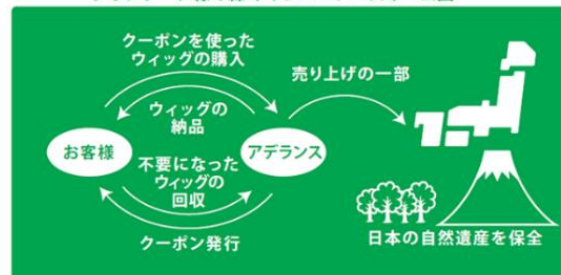 クーポンを使った
ウィッグの購入
売り上げの一部
ウィッグの
納品
お客様
アデランス
不要になった
ウィッグの
回収
クーポン発行
日本の自然遺産を保全